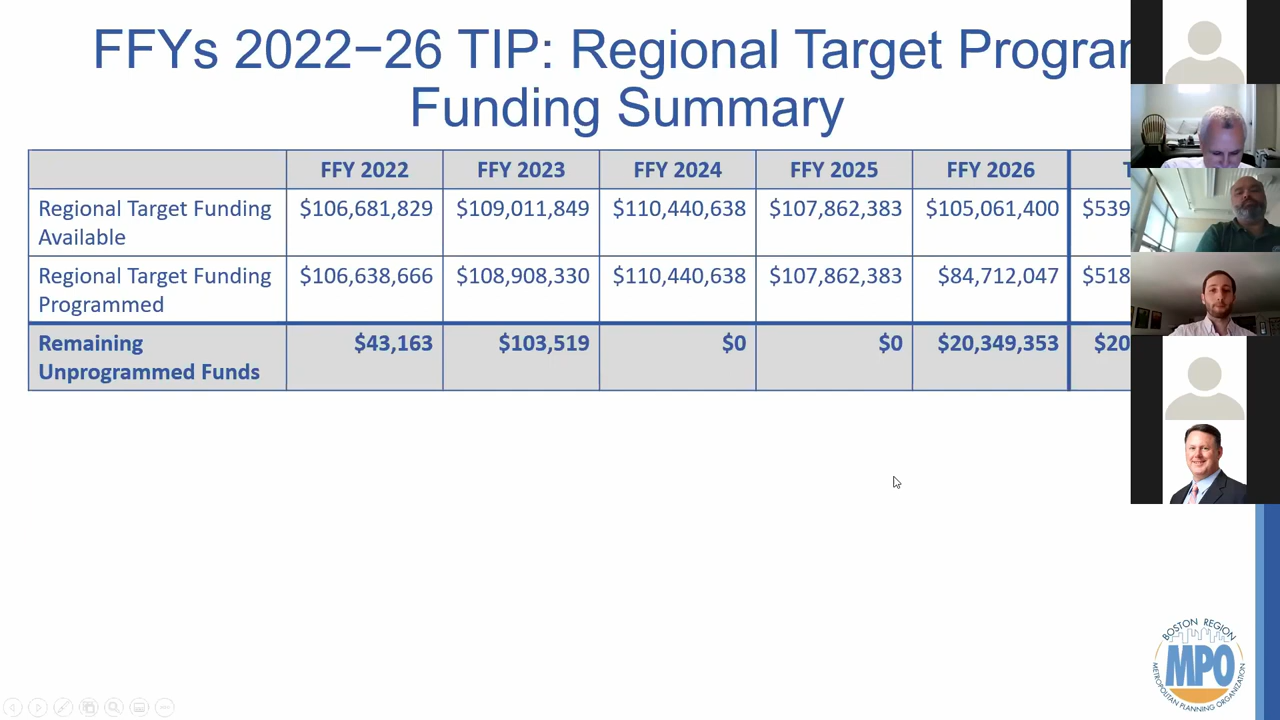 FFYs 2022−26 TIP: Regional Target
Funding Summary
FFY 2022 FFY 2023 FFY 2024 FFY 2025 FFY 2026
Regional Target Funding Available $106,681,829 $109,011,849 $110,440,638 $107,862,383 $105,061,400 $539
Regional Target Funding Programmed $106,638,666 $108,908,330 $110,440,638 $107,862,383 $84,712,047 $518
Remaining Unprogrammed Funds $43,163 $103,519 $0 $0 $20,349,353 $20
BOSTON REGION
MPO
METROPOLITAN PLANNING ORGANIZATION